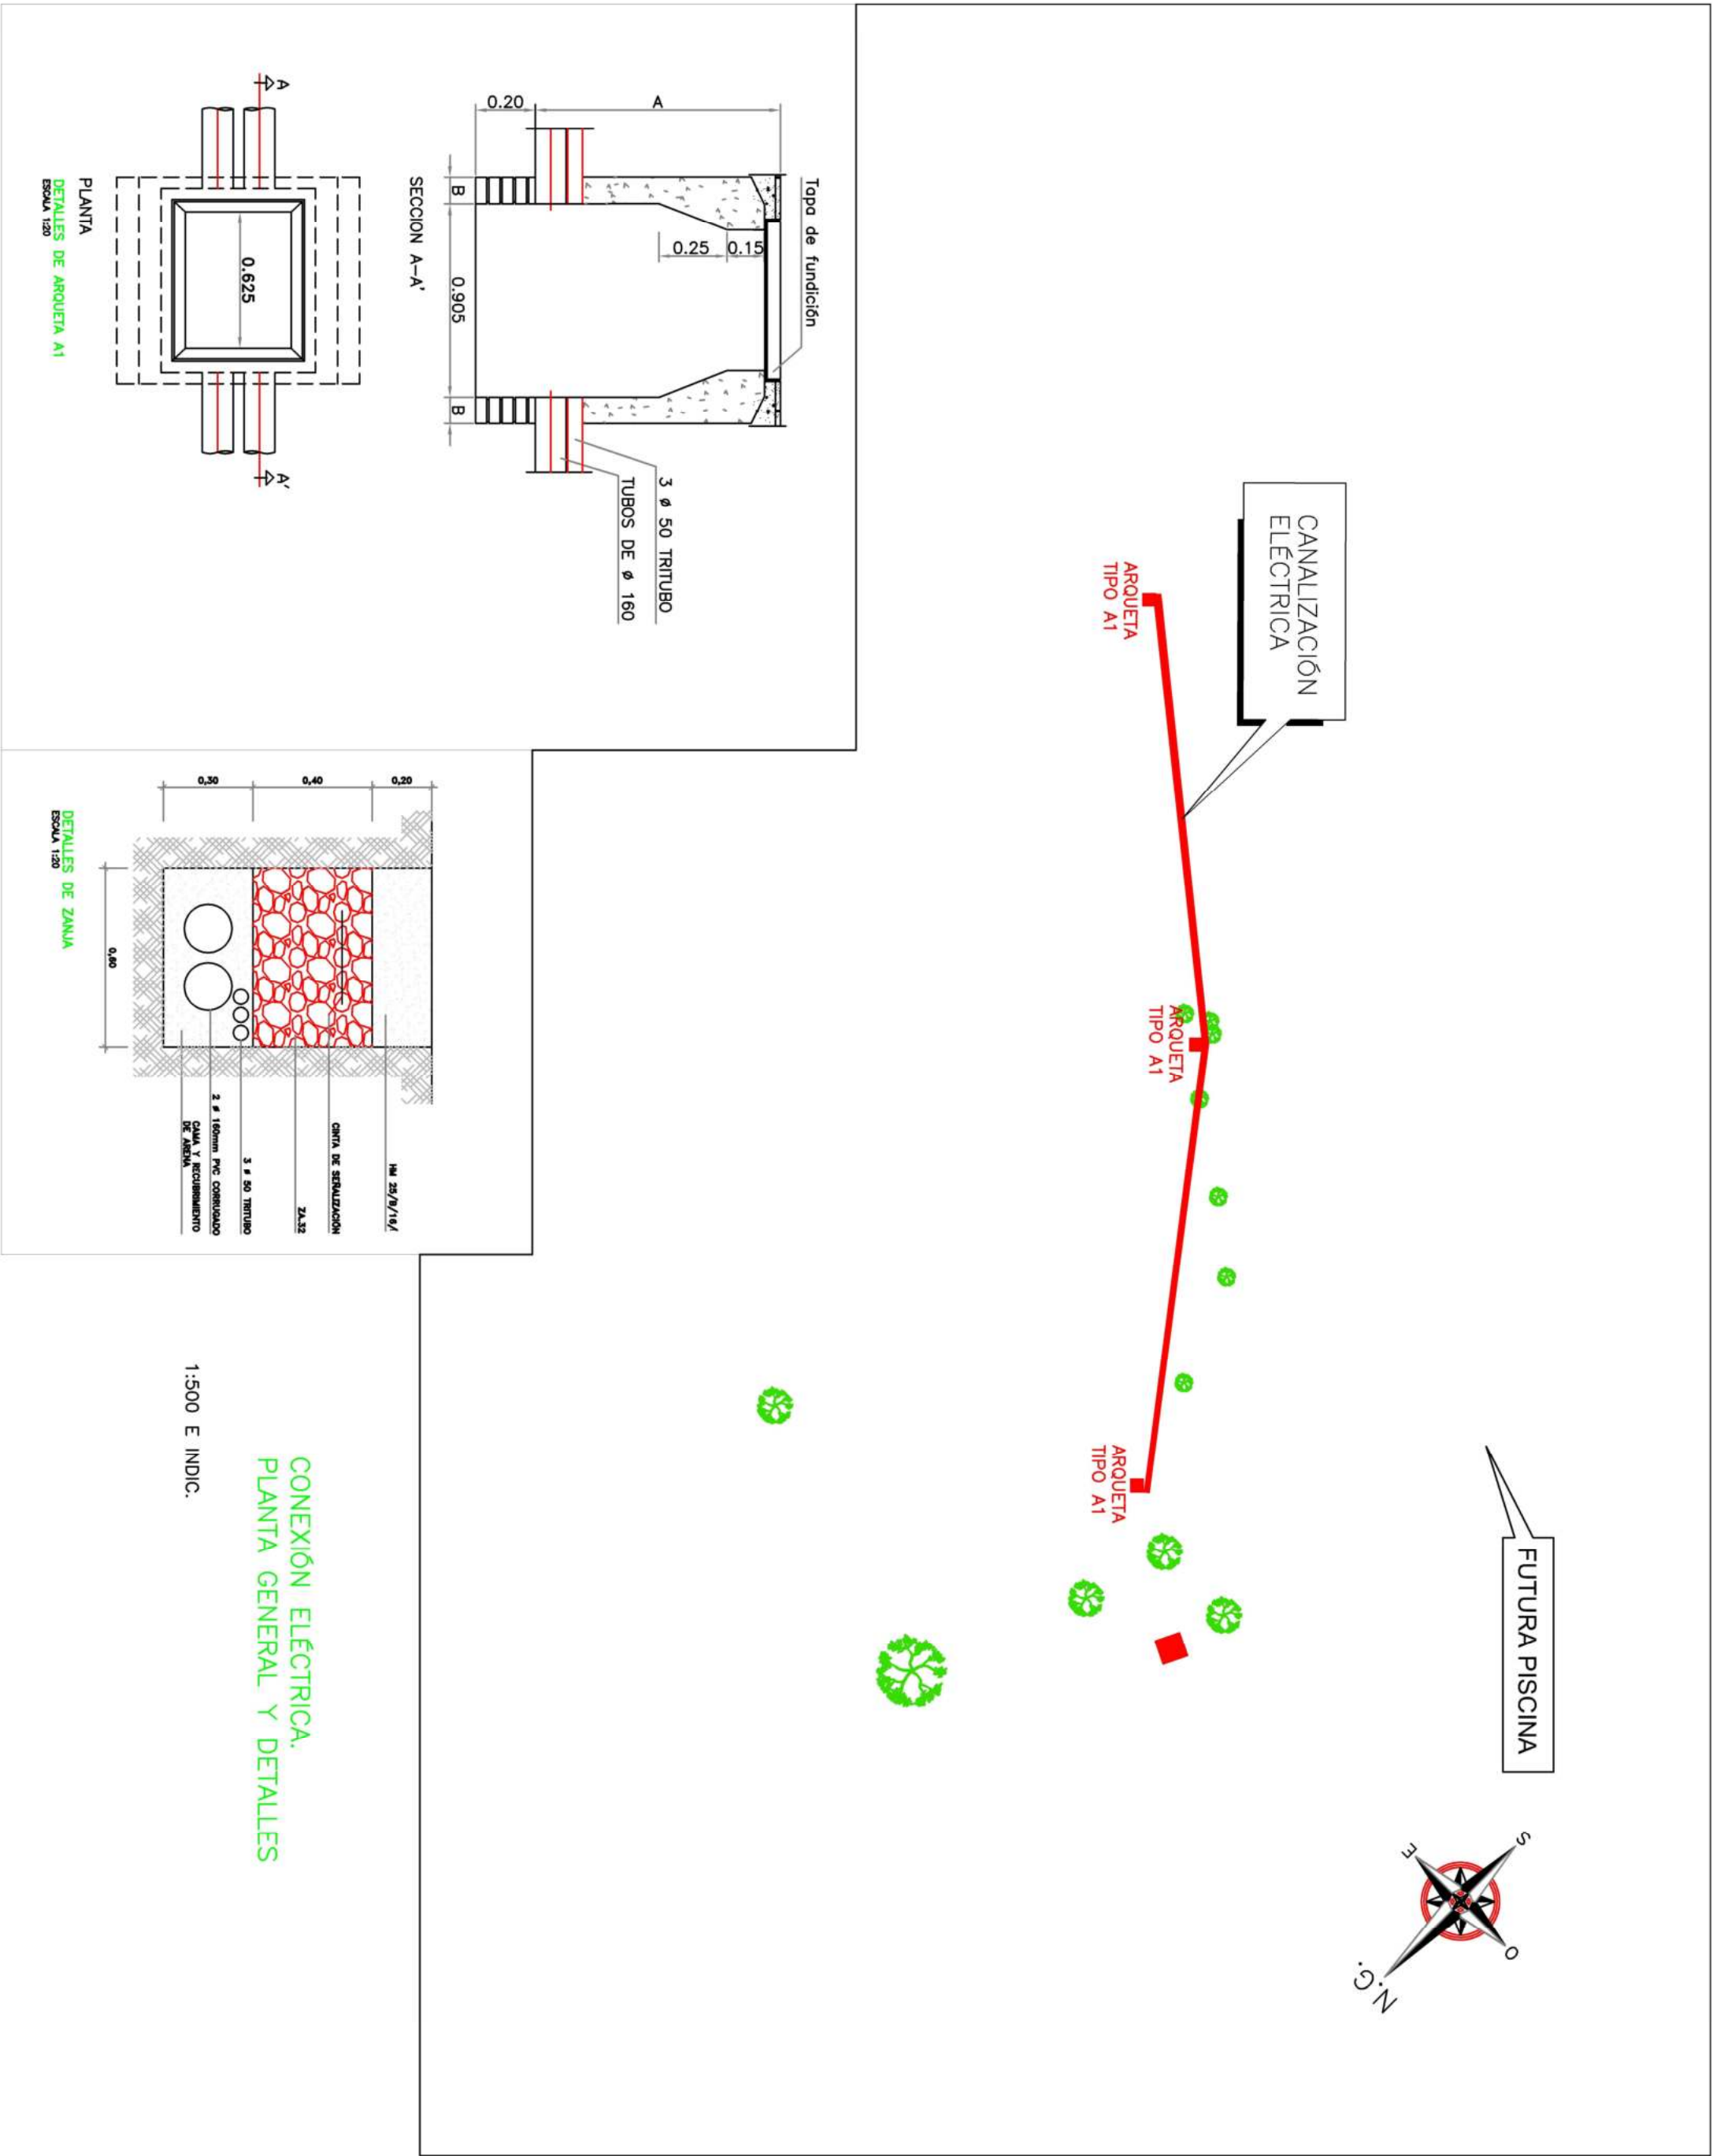 FUTURA PISCINA
S
E
O
N.G.
CANALIZACIÓN
ELÉCTRICA
ARQUETA
TIPO A1
ARQUETA
TIPO A1
ARQUETA
TIPO A1
Tapa de fundición
A
0.20
0.25
0.15
B
0.905
B
3 ø 50 TRITUBO
TUBOS DE ø 160
SECCION A-A'
A
A'
0.625
PLANTA
DETALLES DE ARQUETA A1
ESCALA 1:20
0,20
0,40
0,30
0,60
HM 25/B/16/I
CINTA DE SEÑALIZACIÓN
ZA.32
3 ø 50 TRITUBO
2 ø 160mm PVC CORRUGADO
CAMA Y RECUBRIMIENTO
DE ARENA
DETALLES DE ZANJA
ESCALA 1:20
CONEXIÓN ELÉCTRICA.
PLANTA GENERAL Y DETALLES
1:500 E INDIC.